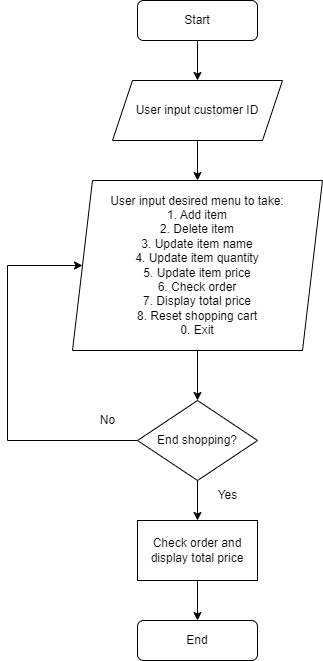 Start
User input customer ID
User input desired menu to take:
1. Add item
2. Delete item
3. Update item name
4. Update item quantity
5. Update item price
6. Check order
7. Display total price
8. Reset shopping cart
0. Exit
No
End shopping?
Yes
Check order and
display total price
End